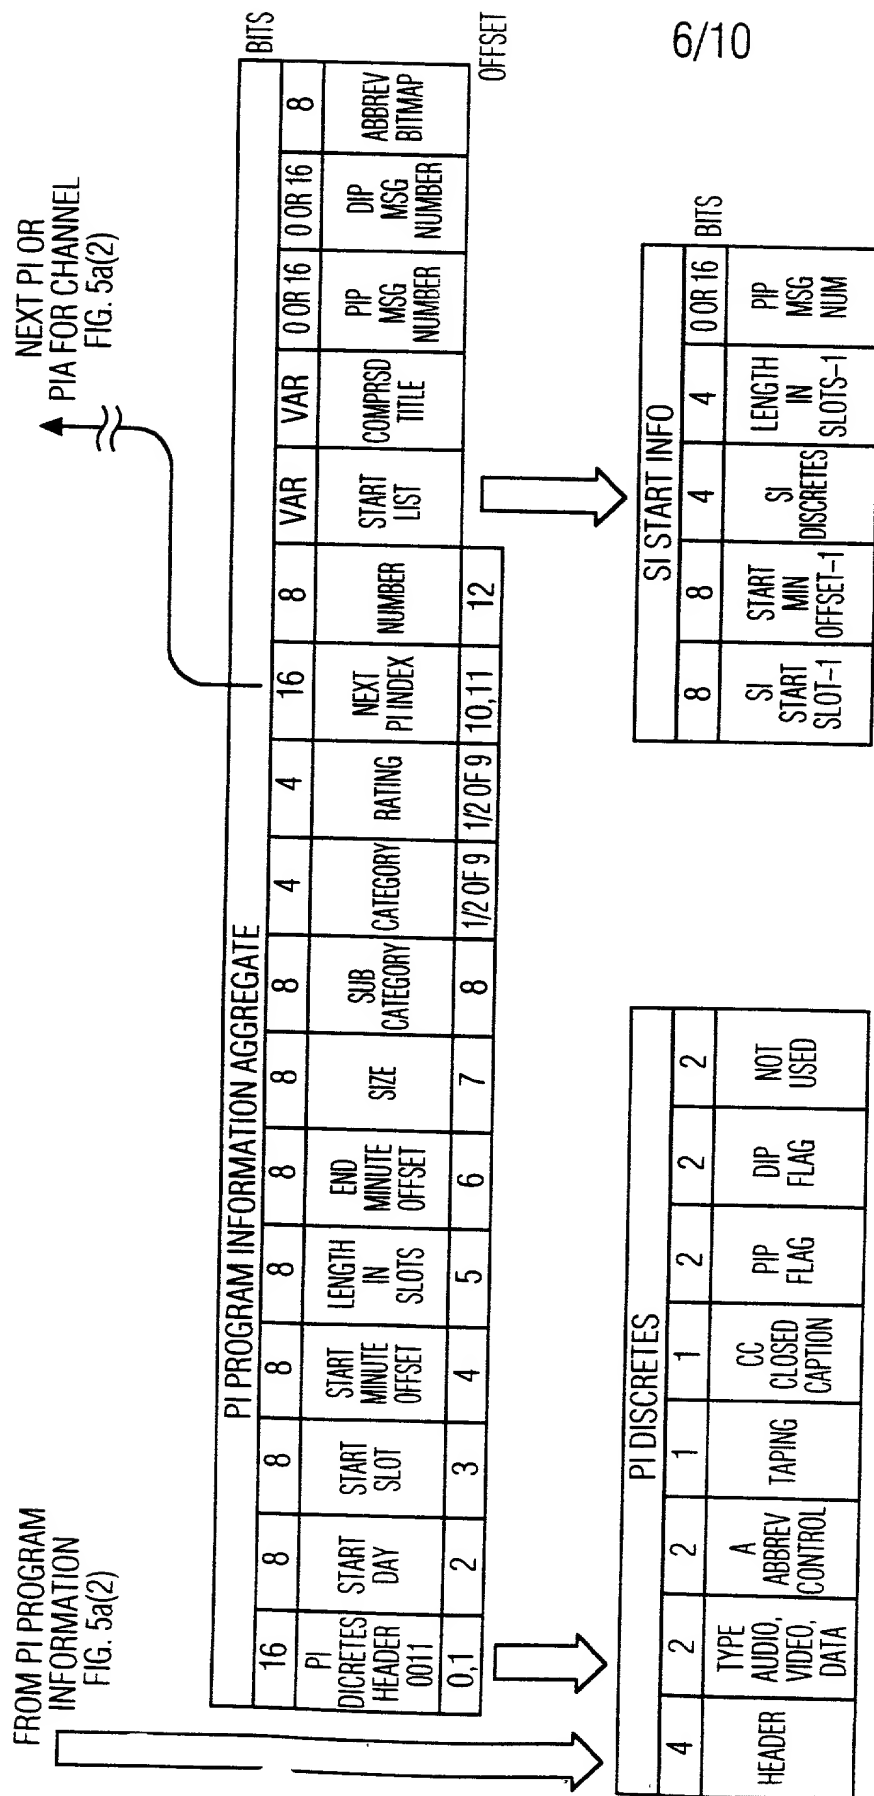 6/10
FROM PI PROGRAM
INFORMATION
FIG. 5a(2)
NEXT PI OR
PIA FOR CHANNEL
FIG. 5a(2)
PI PROGRAM INFORMATION AGGREGATE
BITS
16 8 8 8 8 8 8 8 4 4 16 8 VAR VAR 0 OR 16 0 OR 16 8
PI
DICRETES
HEADER
0011
START
DAY
START
SLOT
START
MINUTE
OFFSET
LENGTH
IN
SLOTS
END
MINUTE
OFFSET
SIZE
SUB
CATEGORY
CATEGORY
RATING
NEXT
PI INDEX
NUMBER
START
LIST
COMPRSD
TITLE
PIP
MSG
NUMBER
DIP
MSG
NUMBER
ABBREV
BITMAP
0,1 2 3 4 5 6 7 8 1/2 OF 9 1/2 OF 9 10,11 12
OFFSET
PI DISCRETES
4 2 2 1 1 2 2 2
HEADER
TYPE
AUDIO,
VIDEO,
DATA
A
ABBREV
CONTROL
TAPING
CC
CLOSED
CAPTION
PIP
FLAG
DIP
FLAG
NOT
USED
SI START INFO
8 8 4 4 0 OR 16
BITS
SI
START
SLOT-1
START
MIN
OFFSET-1
SI
DISCRETES
LENGTH
IN
SLOTS-1
PIP
MSG
NUM